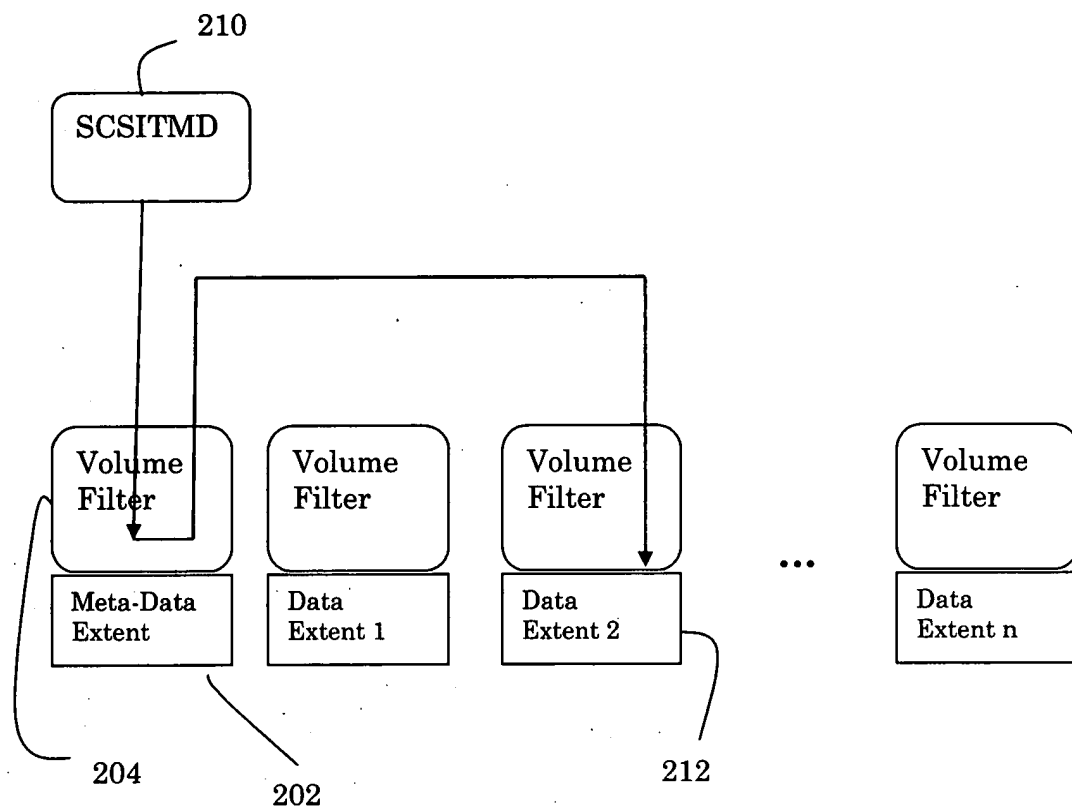 210
SCSITMD
Volume
Filter
Volume
Filter
Volume
Filter
...
Volume
Filter
Meta-Data
Extent
Data
Extent 1
Data
Extent 2
Data
Extent n
204
202
212